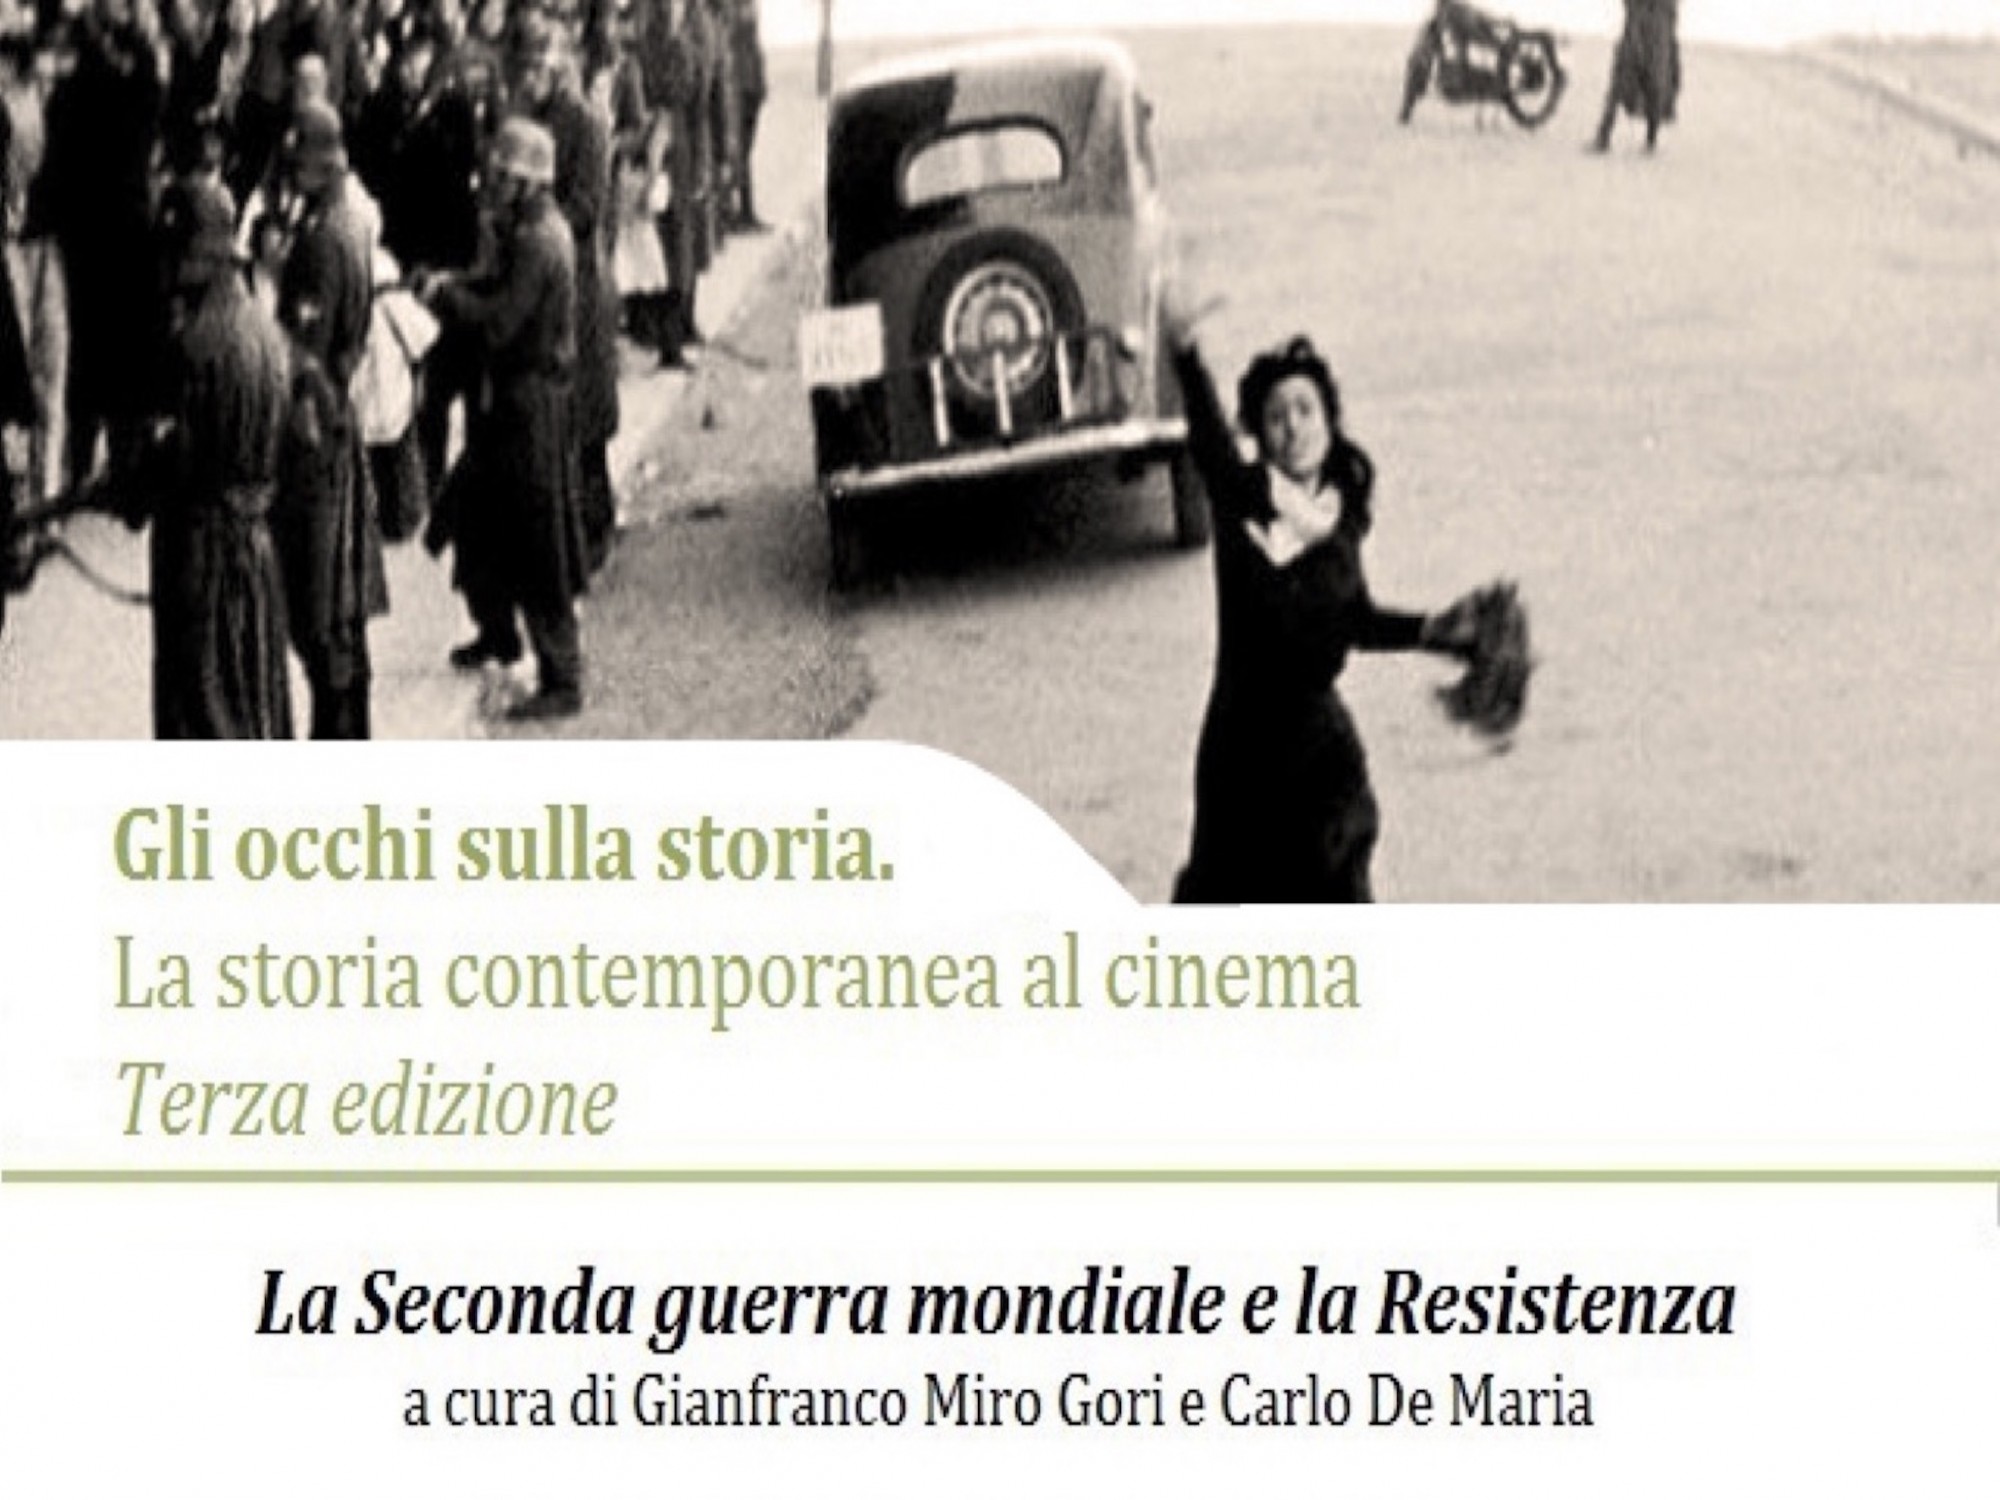 Gli occhi sulla storia.
La storia contemporanea al cinema
Terza edizione
La Seconda guerra mondiale e la Resistenza
a cura di Gianfranco Miro Gori e Carlo De Maria